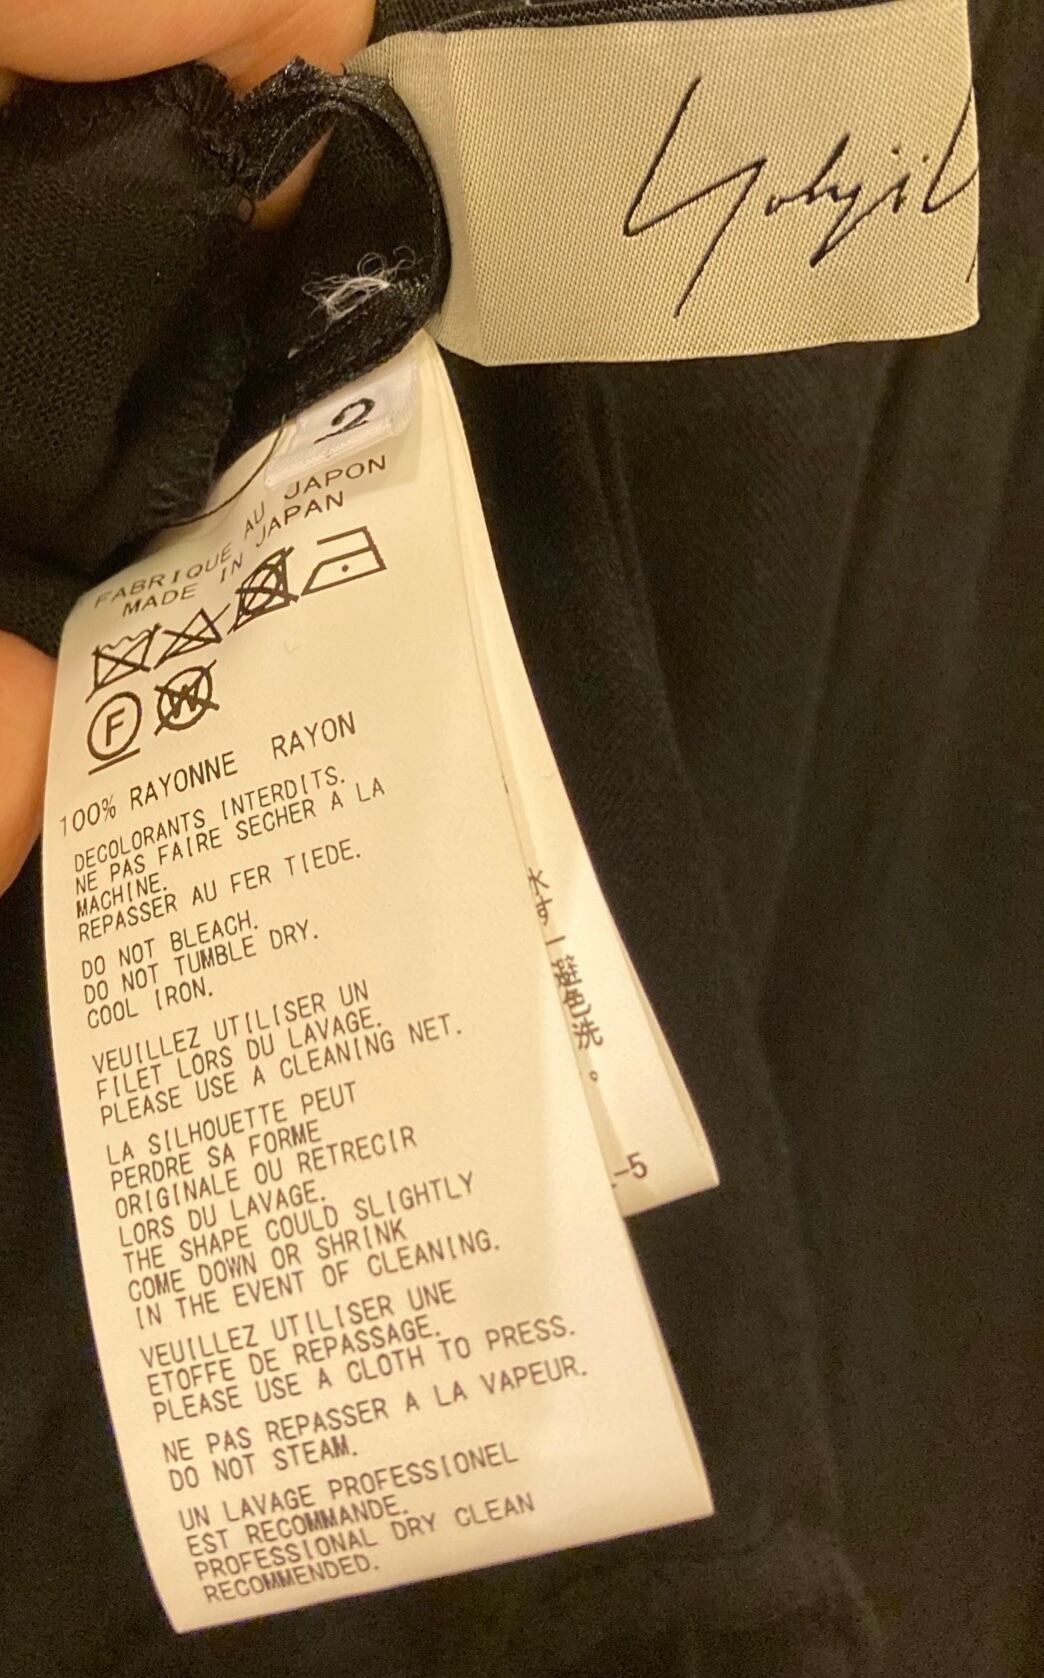 Yohji Y
2
FABRIQUE AU JAPON
MADE IN JAPAN
F
W
100% RAYONNE RAYON
DECOLORANTS INTERDITS.
NE PAS FAIRE SECHER A LA
MACHINE.
REPASSER AU FER TIEDE.
DO NOT BLEACH.
DO NOT TUMBLE DRY.
COOL IRON.
VEUILLEZ UTILISER UN
FILET LORS DU LAVAGE.
PLEASE USE A CLEANING NET.
LA SILHOUETTE PEUT
PERDRE SA FORME
ORIGINALE OU RETRECIR
LORS DU LAVAGE.
THE SHAPE COULD SLIGHTLY
COME DOWN OR SHRINK
IN THE EVENT OF CLEANING.
VEUILLEZ UTILISER UNE
ETOFFE DE REPASSAGE.
PLEASE USE A CLOTH TO PRESS.
NE PAS REPASSER A LA VAPEUR.
DO NOT STEAM.
UN LAVAGE PROFESSIONEL
EST RECOMMANDE.
PROFESSIONAL DRY CLEAN
RECOMMENDED.
洗。
-5